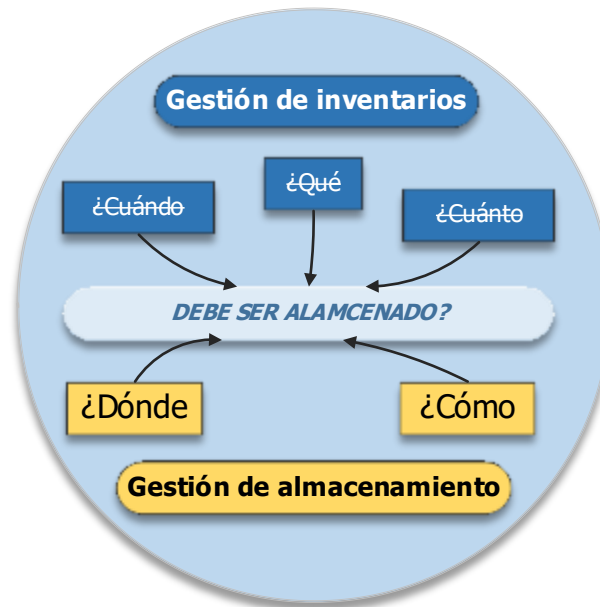 Gestión de inventarios
¿Qué
¿Cuándo
¿Cuánto
DEBE SER ALAMCENADO?
¿Dónde
¿Cómo
Gestión de almacenamiento